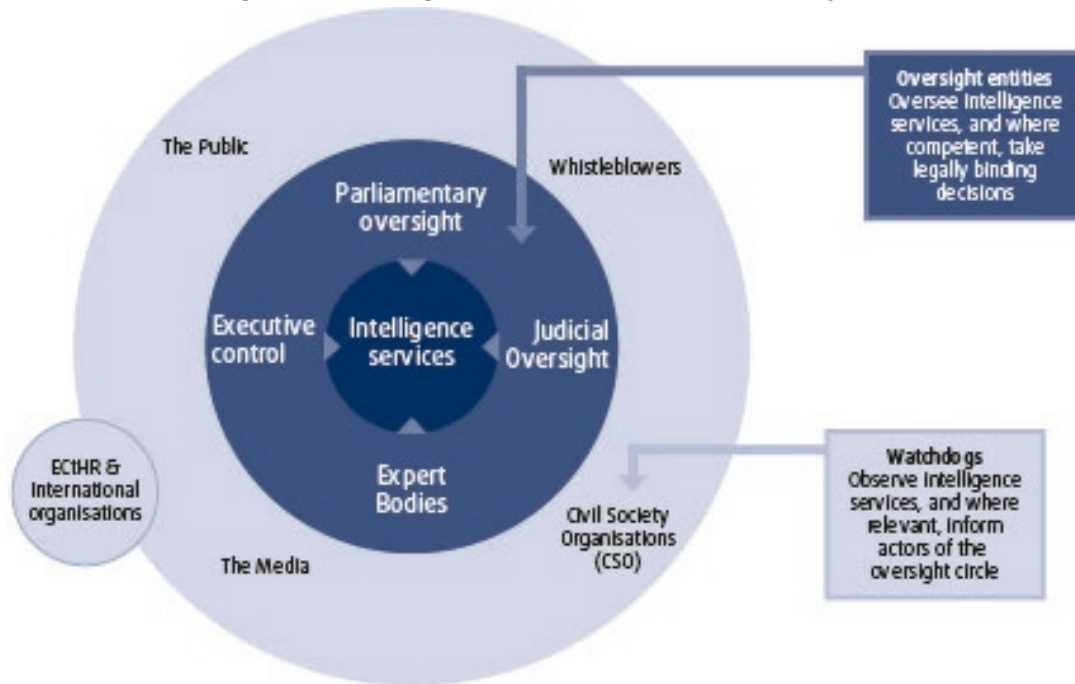 The Public
Whistleblowers
Parliamentary
oversight
Executive
control
Intelligence
services
Judicial
Oversight
Expert
Bodies
ECtHR &
International
organisations
The Media
Civil Society
Organisations
(CSO)
Oversight entities
Oversee intelligence
services, and where
competent, take
legally binding
decisions
Watchdogs
Observe intelligence
services, and where
relevant, inform
actors of the
oversight circle